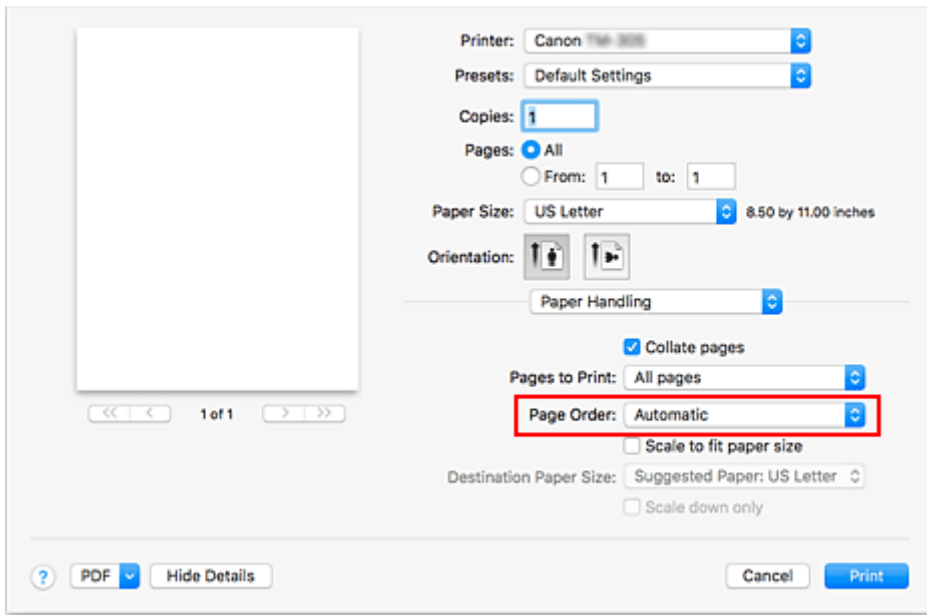 Printer: Canon
Presets: Default Settings
Copies: 1
Pages: All
From: 1 to: 1
Paper Size: US Letter 8.50 by 11.00 inches
Orientation:
Paper Handling
Collate pages
Pages to Print: All pages
1 of 1
Page Order: Automatic
Scale to fit paper size
Destination Paper Size: Suggested Paper: US Letter
Scale down only
? PDF Hide Details Cancel Print